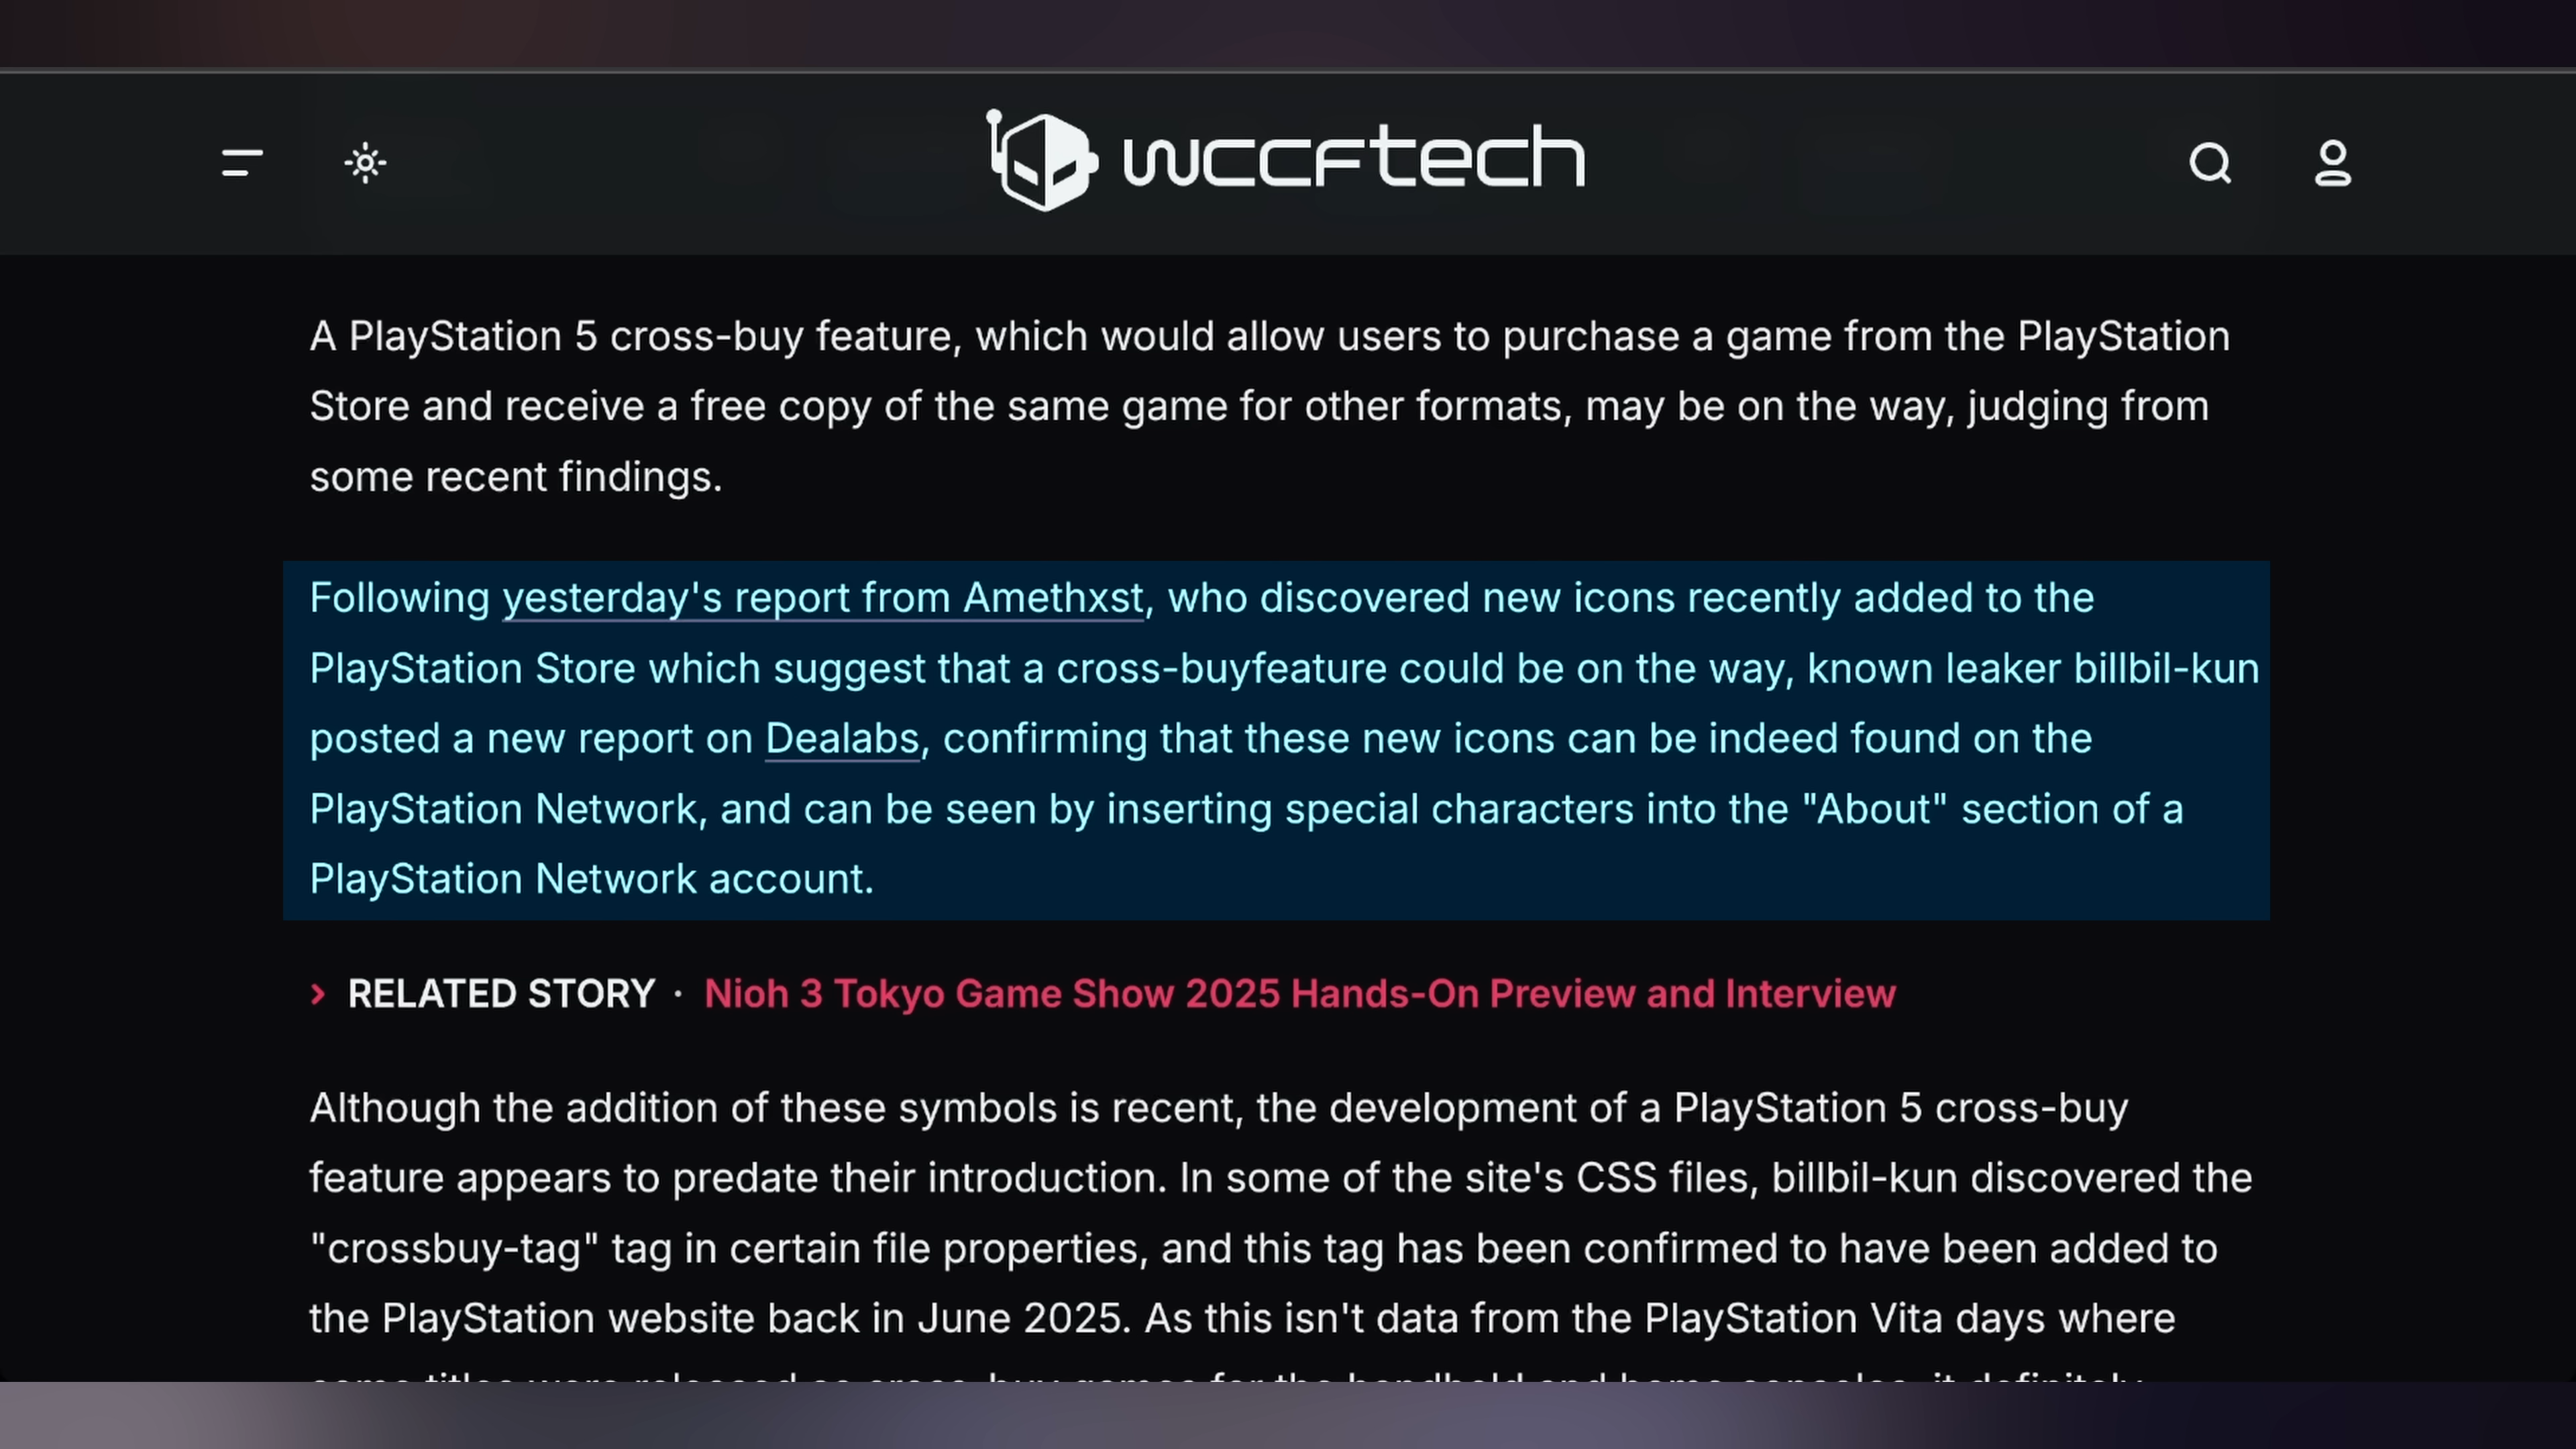 wccftech
A PlayStation 5 cross-buy feature, which would allow users to purchase a game from the PlayStation
Store and receive a free copy of the same game for other formats, may be on the way, judging from
some recent findings.
Following yesterday's report from Amethxst, who discovered new icons recently added to the
PlayStation Store which suggest that a cross-buyfeature could be on the way, known leaker billbil-kun
posted a new report on Dealabs, confirming that these new icons can be indeed found on the
PlayStation Network, and can be seen by inserting special characters into the "About" section of a
PlayStation Network account.
RELATED STORY · Nioh 3 Tokyo Game Show 2025 Hands-On Preview and Interview
Although the addition of these symbols is recent, the development of a PlayStation 5 cross-buy
feature appears to predate their introduction. In some of the site's CSS files, billbil-kun discovered the
"crossbuy-tag" tag in certain file properties, and this tag has been confirmed to have been added to
the PlayStation website back in June 2025. As this isn't data from the PlayStation Vita days where